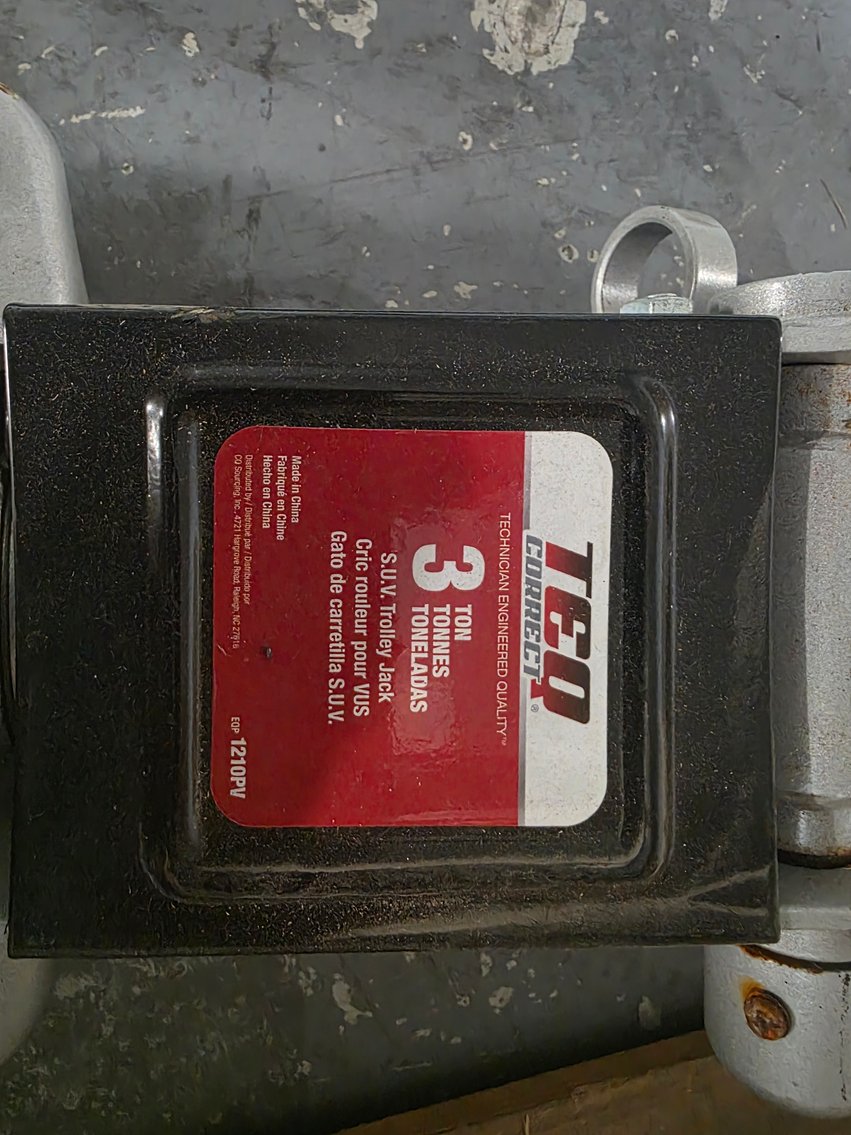 TEQ
CORRECT®
TECHNICIAN ENGINEERED QUALITY™
3 TON
TONNES
TONELADAS
S.U.V. Trolley Jack
Cric rouleur pour VUS
Gato de carretilla S.U.V.
Made in China
Fabriqué en Chine
Hecho en China
Distributed by / Distribué par / Distribuido por
CQ Sourcing, Inc., 4721 Hargrove Road, Raleigh, NC 27616
EQP 1210PV